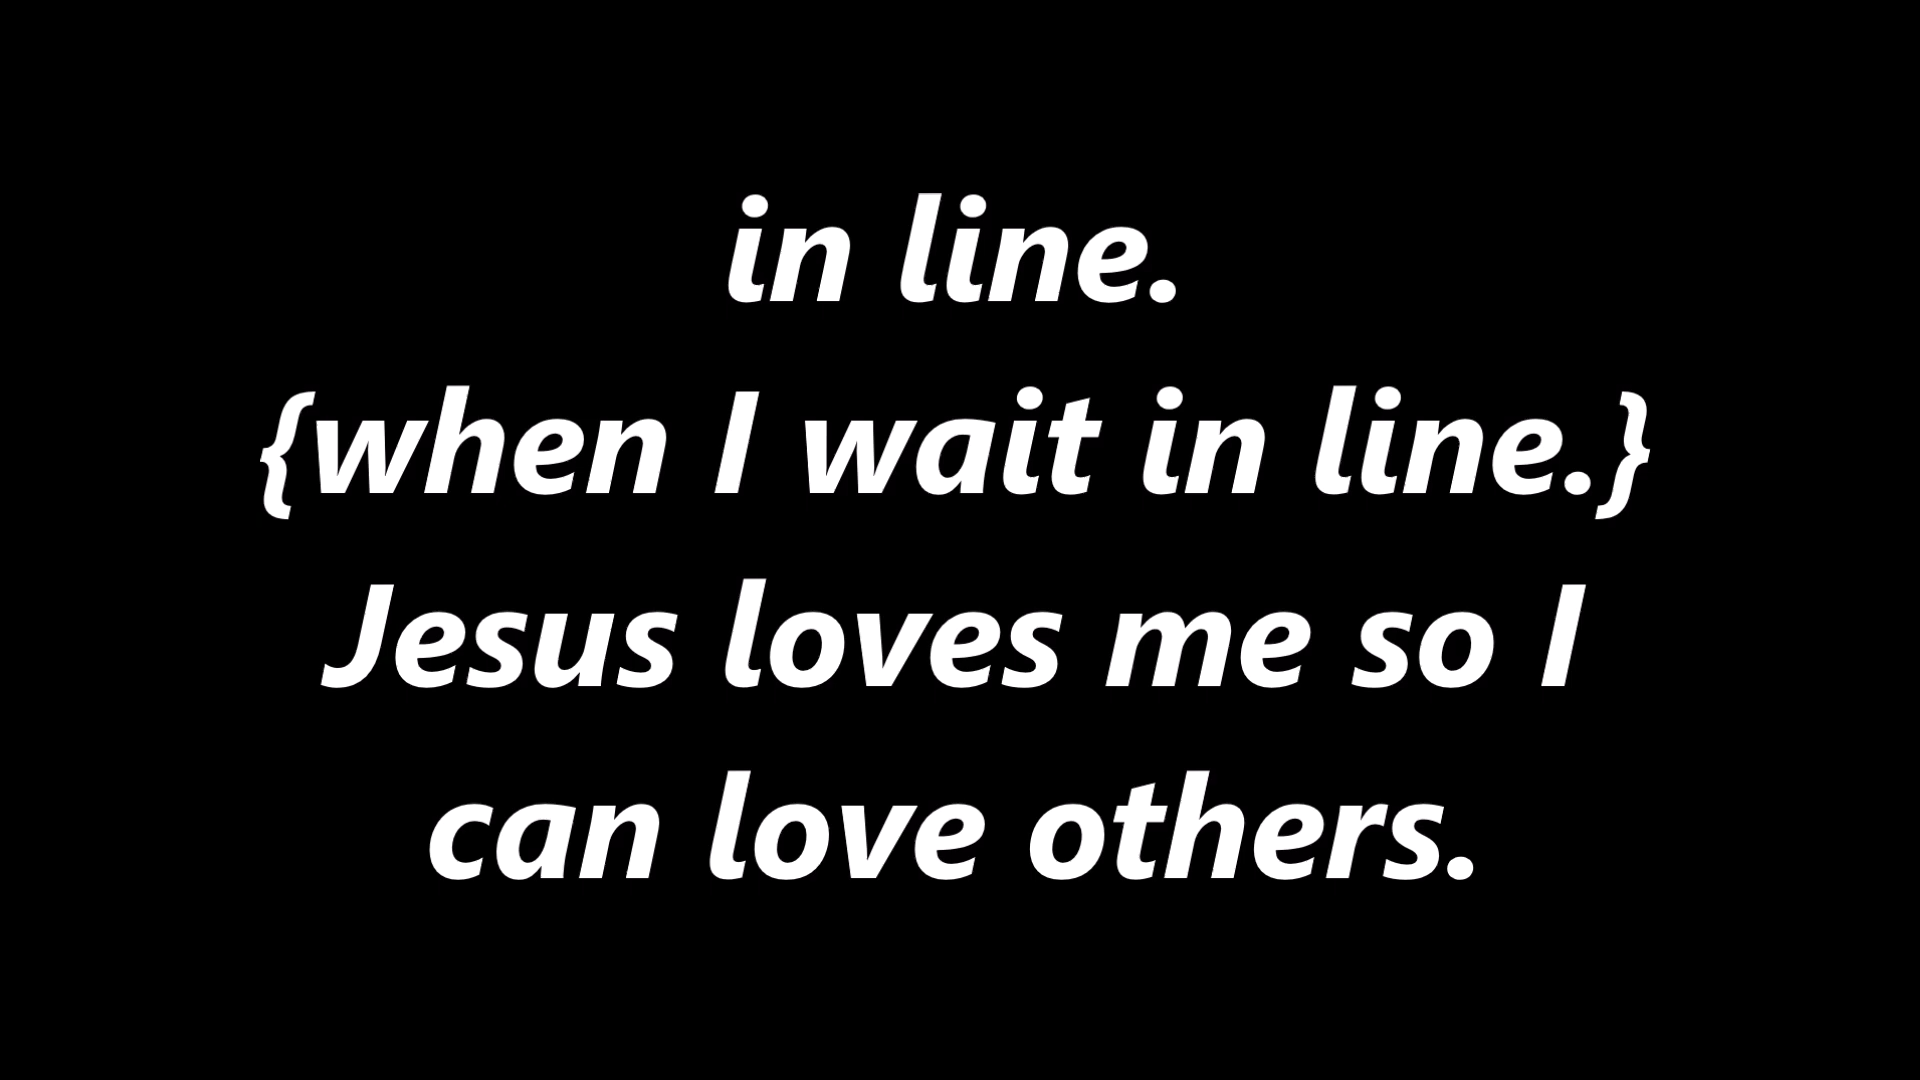 in line.
{when I wait in line.}
Jesus loves me so I
can love others.